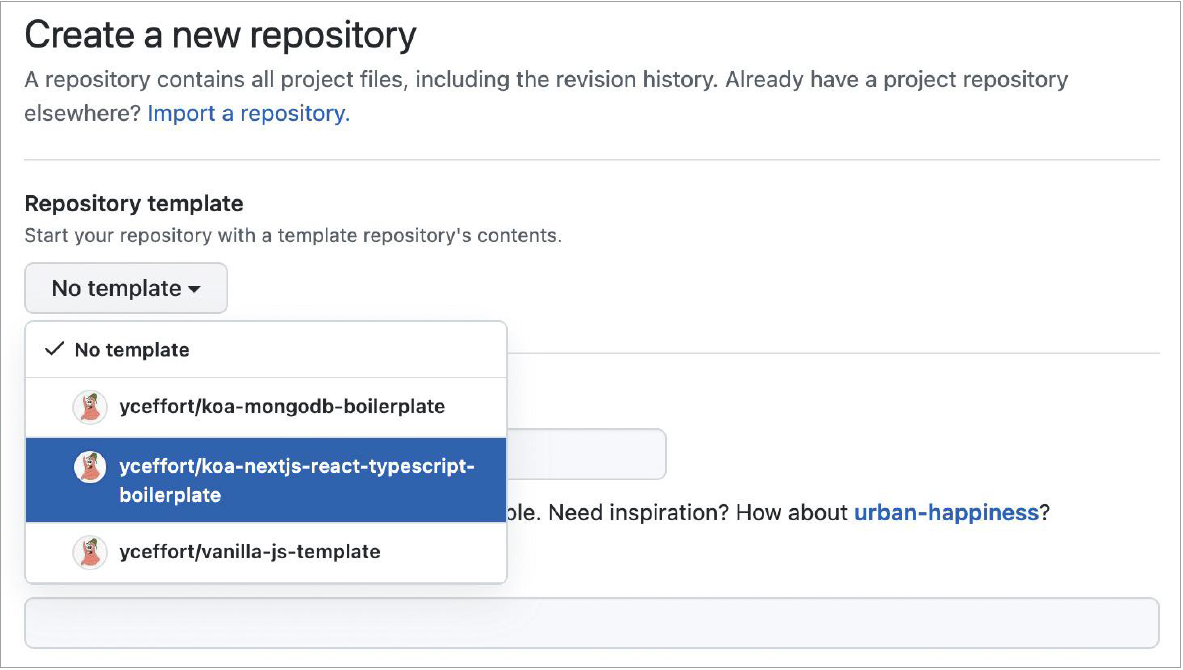 Create a new repository
A repository contains all project files, including the revision history. Already have a project repository
elsewhere? Import a repository.
Repository template
Start your repository with a template repository's contents.
No template
No template
yceffort/koa-mongodb-boilerplate
yceffort/koa-nextjs-react-typescript-
boilerplate
ble. Need inspiration? How about urban-happiness?
yceffort/vanilla-js-template